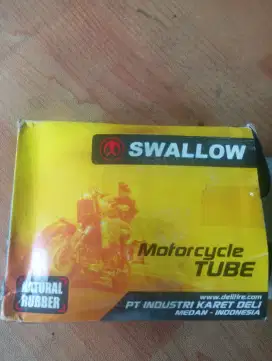 SWALLOW
Motorcycle
TUBE
NATURAL
RUBBER
www.delitire.com
PT INDUSTRI KARET DELI
MEDAN - INDONESIA